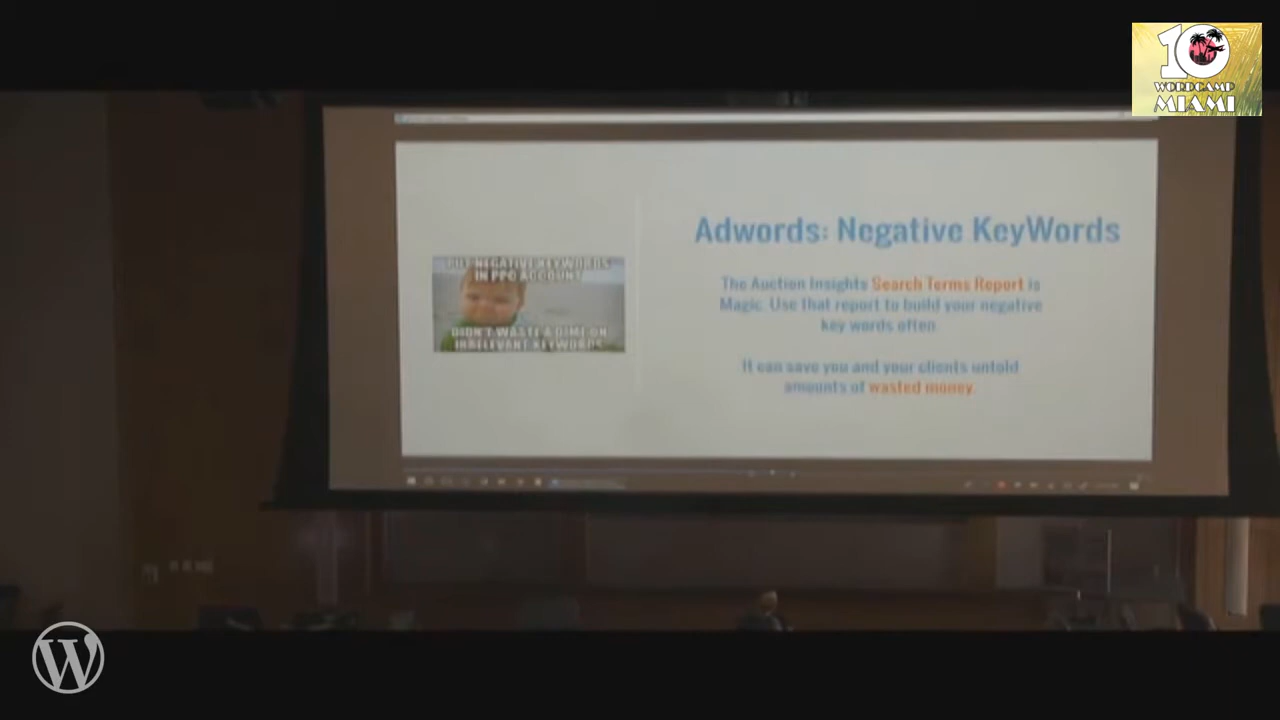 10
WORDCAMP
MIAMI
Adwords: Negative KeyWords
PUT NEGATIVE KEYWORDS
IN PPC ACCOUNT
DIDN'T WASTE A DIME ON
IRRELEVANT KEYWORDS
The Auction Insights Search Terms Report is
Magic. Use that report to build your negative
key words often.
It can save you and your clients untold
amounts of wasted money.